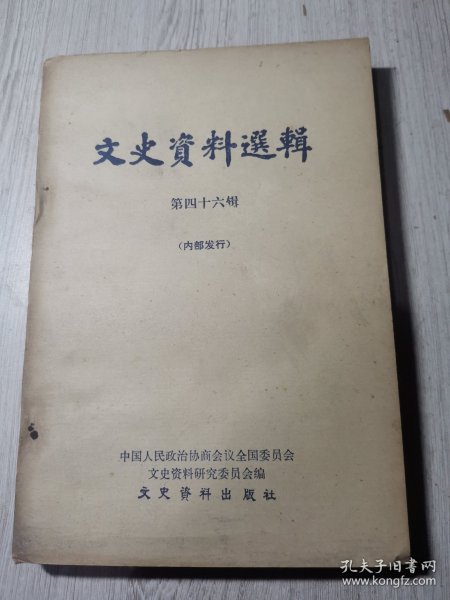 文史資料選輯
第四十六辑
（内部发行）
中国人民政治协商会议全国委员会
文史资料研究委员会编
文史资料出版社
孔夫子旧书网
www.kongfz.com